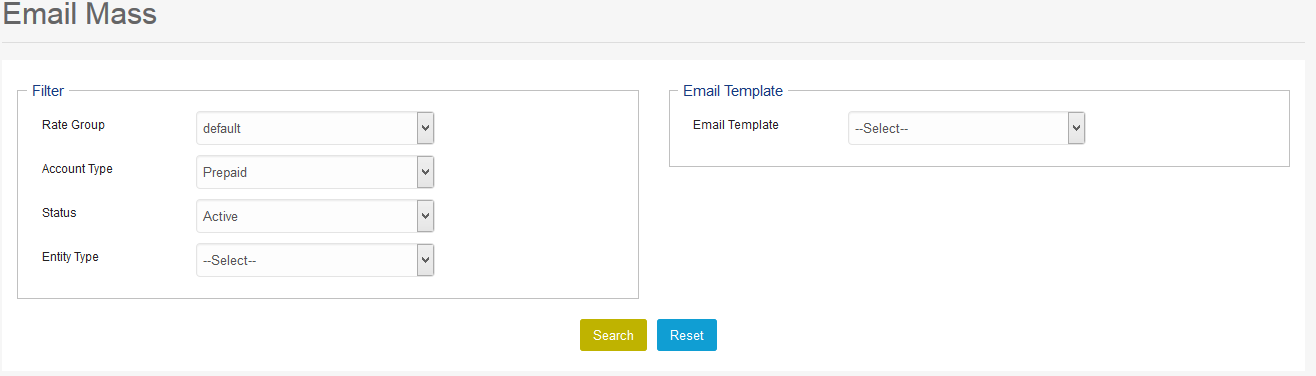 Email Mass
Filter
Rate Group default
Account Type Prepaid
Status Active
Entity Type --Select--
Email Template
Email Template --Select--
Search Reset